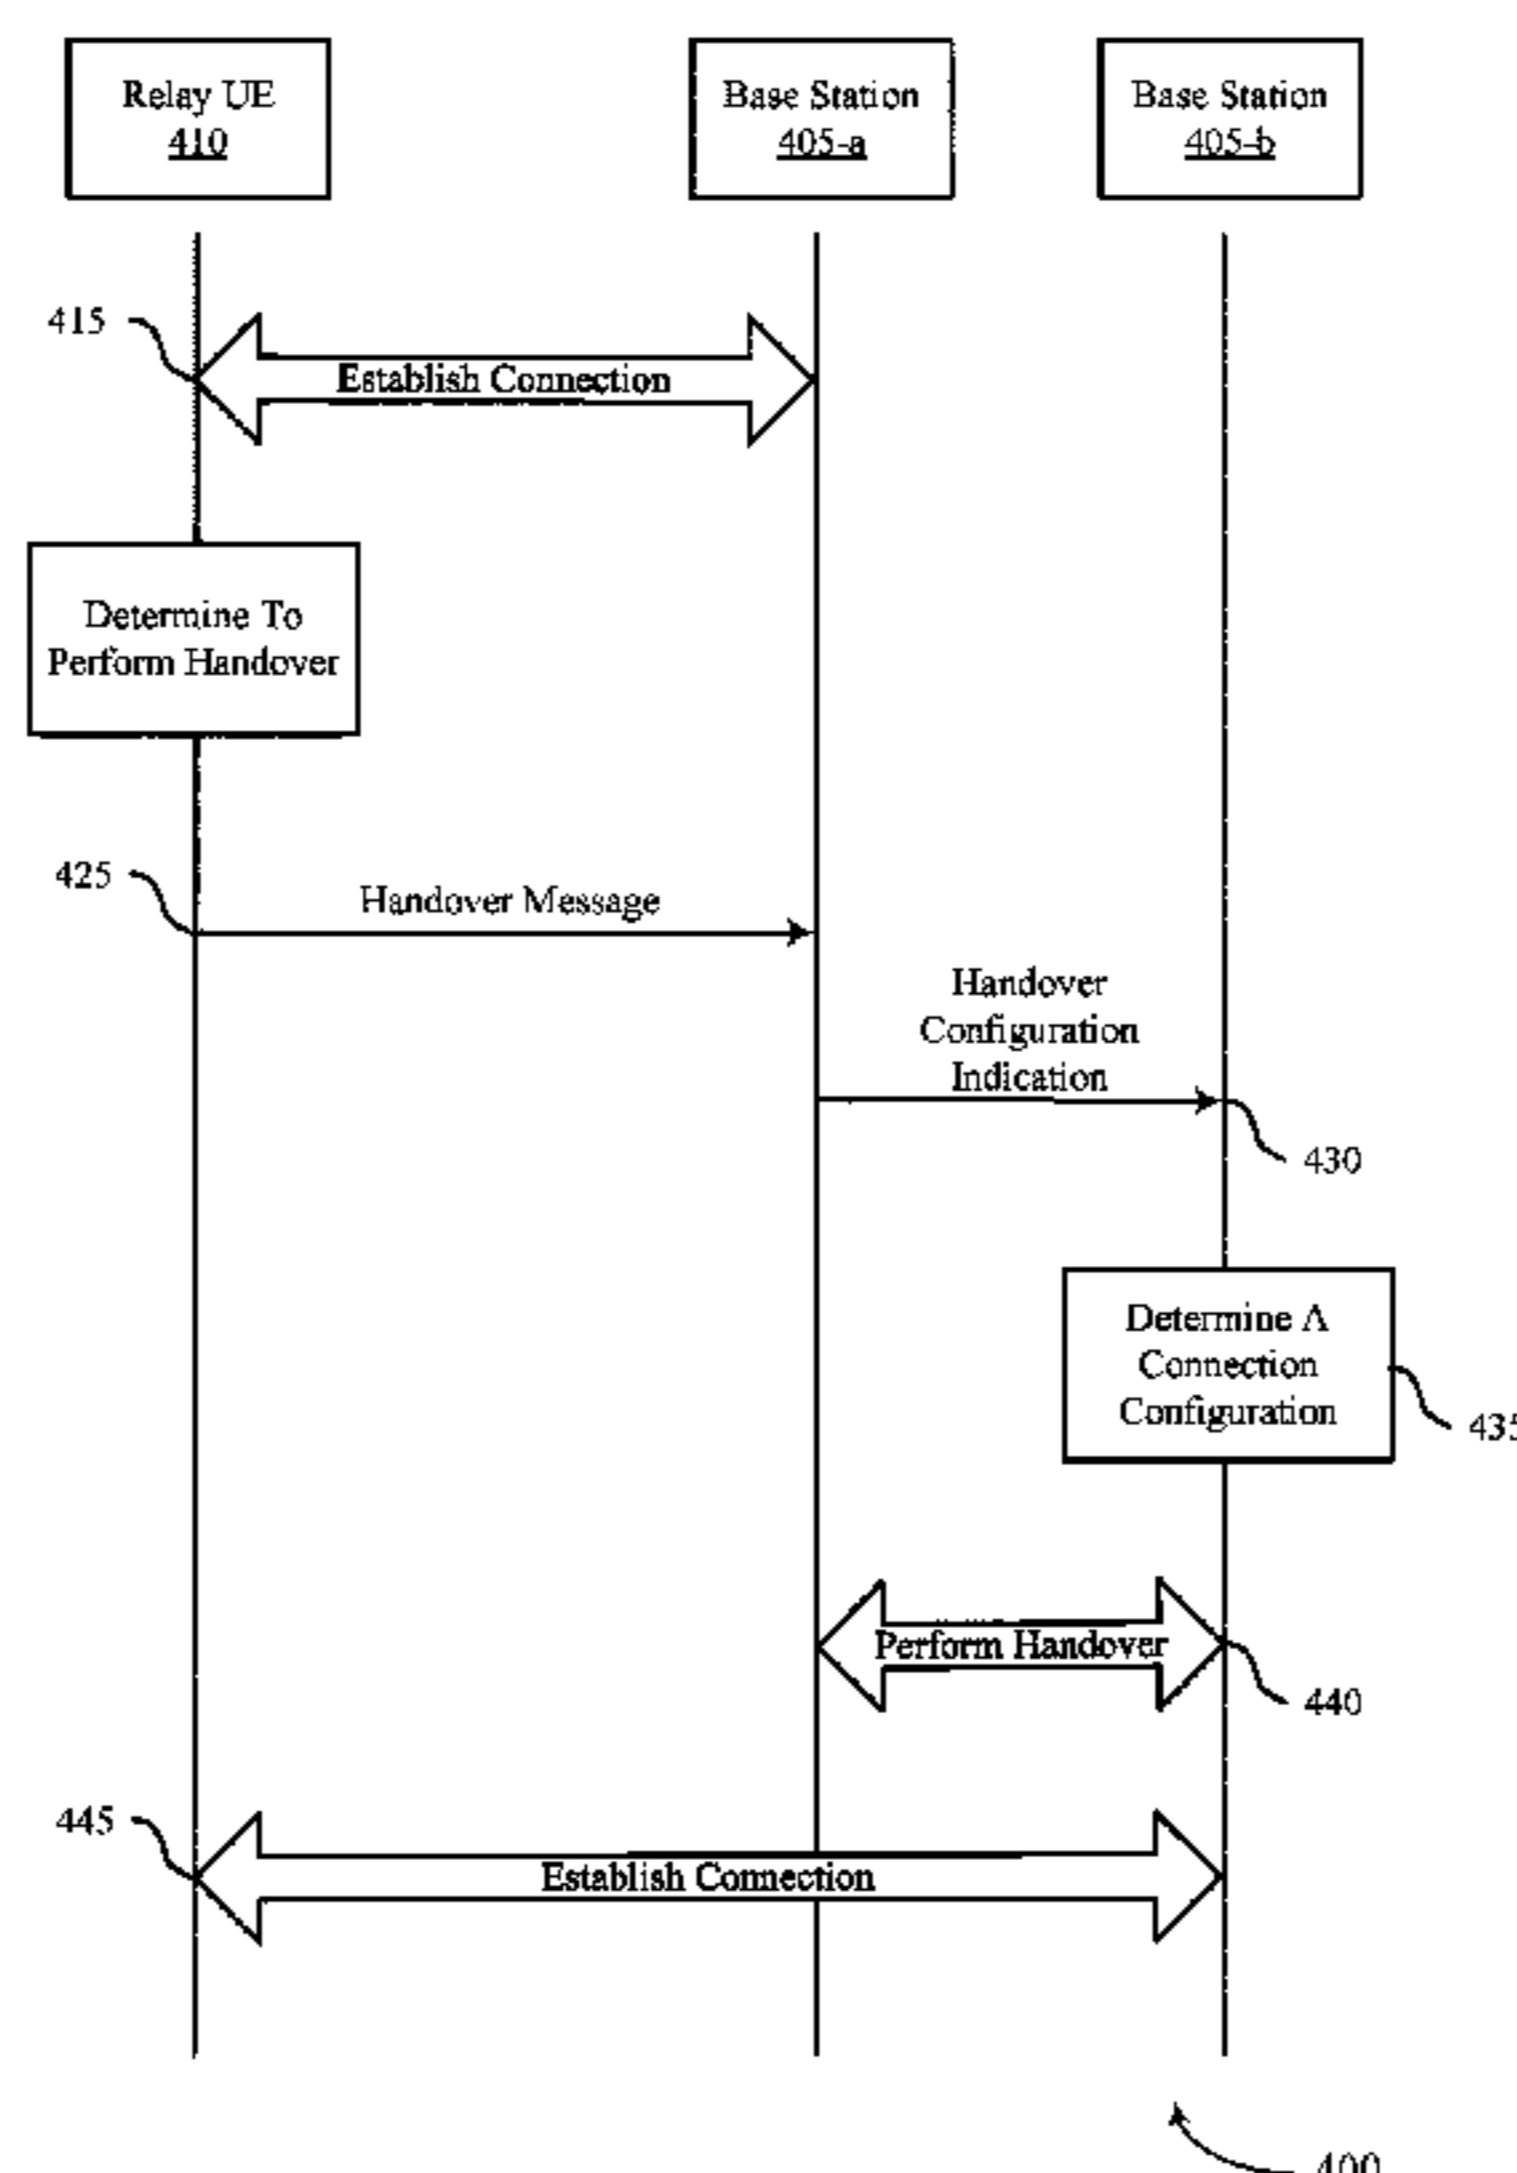 Relay UE
410
Base Station
405-a
Base Station
405-b
415
Establish Connection
Determine To
Perform Handover
425
Handover Message
Handover
Configuration
Indication
430
Determine A
Connection
Configuration
435
Perform Handover
440
445
Establish Connection
400